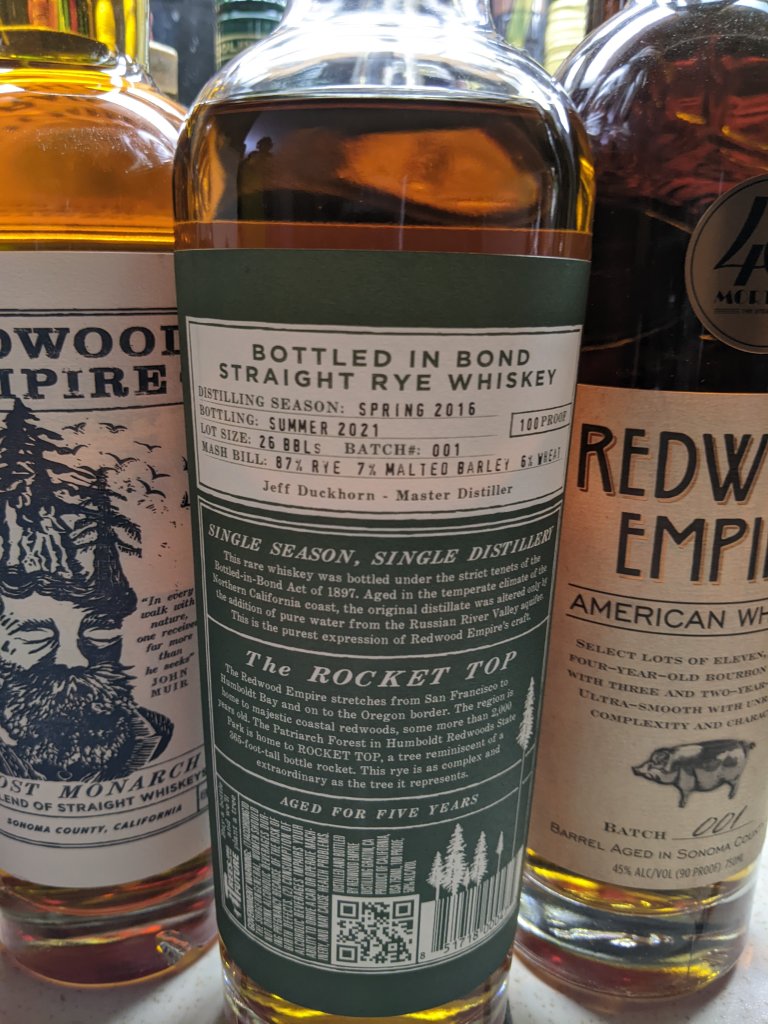 DWOOD
MPIRE
"In every
walk with
nature,
one receives
far more
than
he seeks"
JOHN
MUIR
OST MONARCH
LEND OF STRAIGHT WHISKEYS
SONOMA COUNTY, CALIFORNIA
BOTTLED IN BOND
STRAIGHT RYE WHISKEY
DISTILLING SEASON: SPRING 2016
BOTTLING: SUMMER 2021
100 PROOF
LOT SIZE: 26 BBLS BATCH#: 001
MASH BILL: 87% RYE 7% MALTED BARLEY 6% WHEAT
Jeff Duckhorn - Master Distiller
SINGLE SEASON, SINGLE DISTILLERY
This rare whiskey was bottled under the strict tenets of the
Bottled-in-Bond Act of 1897. Aged in the temperate climate of the
Northern California coast, the original distillate was altered only by
the addition of pure water from the Russian River Valley aquifer.
This is the purest expression of Redwood Empire's craft.
The ROCKET TOP
The Redwood Empire stretches from San Francisco to
Humboldt Bay and on to the Oregon border. The region is
home to majestic coastal redwoods, some more than 2,000
years old. The Patriarch Forest in Humboldt Redwoods State
Park is home to ROCKET TOP, a tree reminiscent of a
365-foot-tall bottle rocket. This rye is as complex and
extraordinary as the tree it represents.
AGED FOR FIVE YEARS
REDW
EMPI
AMERICAN WH
SELECT LOTS OF ELEVEN,
FOUR-YEAR-OLD BOURBON
WITH THREE AND TWO-YEAR-
ULTRA-SMOOTH WITH UN
COMPLEXITY AND CHARAC
BATCH 001
BARREL AGED IN SONOMA COUN
45% ALC/VOL (90 PROOF) 750ML